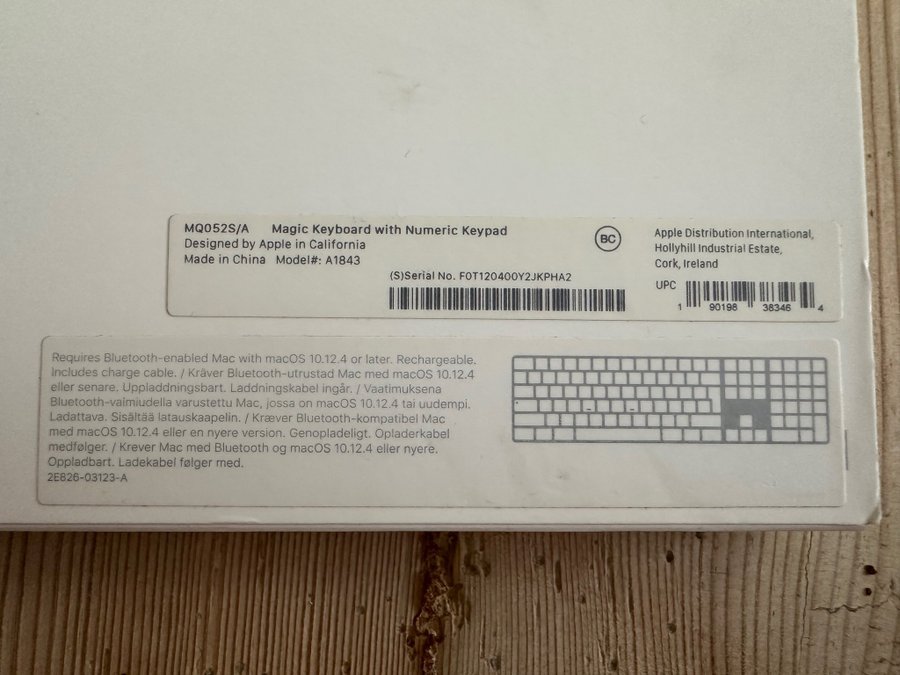 MQ052S/A Magic Keyboard with Numeric Keypad
Designed by Apple in California
Made in China Model#: A1843
(S)Serial No. F0T120400Y2JKPHA2
BC
Apple Distribution International,
Hollyhill Industrial Estate,
Cork, Ireland
UPC
1 90198 38346 4
Requires Bluetooth-enabled Mac with macOS 10.12.4 or later. Rechargeable.
Includes charge cable. / Kräver Bluetooth-utrustad Mac med macOS 10.12.4
eller senare. Uppladdningsbart. Laddningskabel ingår. / Vaatimuksena
Bluetooth-valmiudella varustettu Mac, jossa on macOS 10.12.4 tai uudempi.
Ladattava. Sisältää latauskaapelin. / Kræver Bluetooth-kompatibel Mac
med macOS 10.12.4 eller en nyere version. Genopladeligt. Opladerkabel
medfølger. / Krever Mac med Bluetooth og macOS 10.12.4 eller nyere.
Oppladbart. Ladekabel følger med.
2E826-03123-A